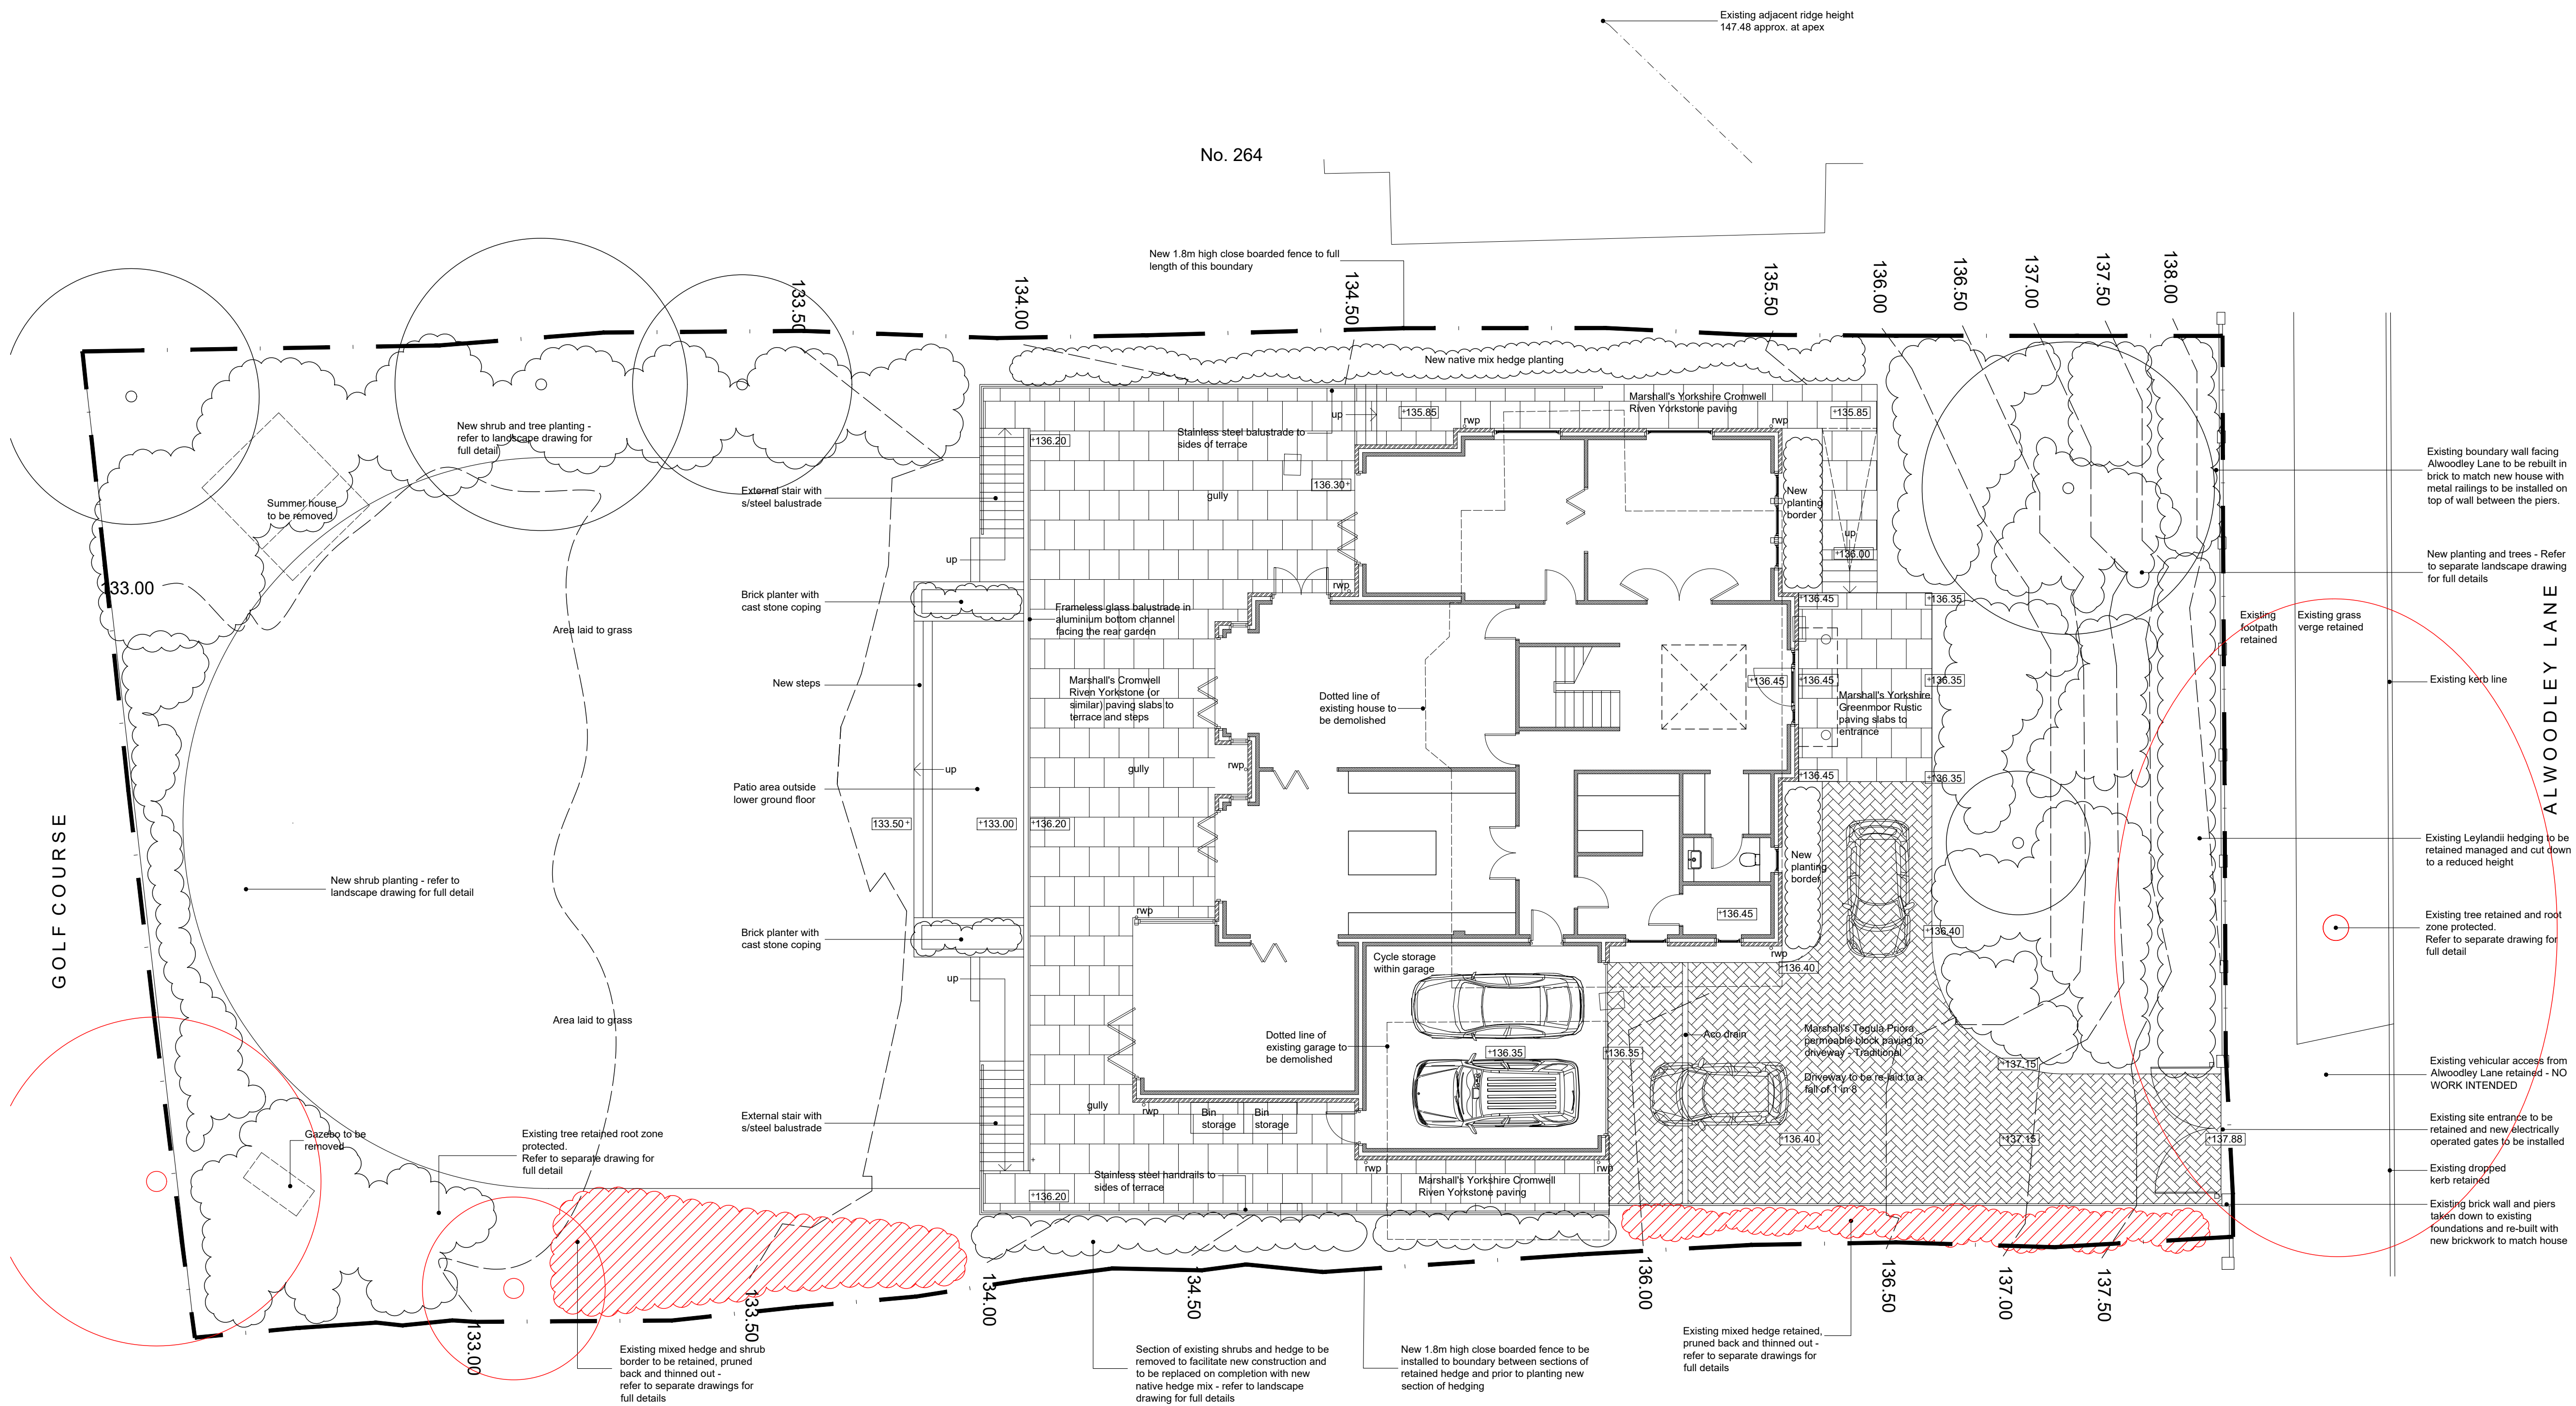 Existing adjacent ridge height
147.48 approx. at apex
No. 264
New 1.8m high close boarded fence to full
length of this boundary
133.50
134.00
134.50
135.50
136.00
136.50
137.00
137.50
138.00
New native mix hedge planting
Marshall's Yorkshire Cromwell
Riven Yorkstone paving
up
+135.85
+135.85
rwp
rwp
Stainless steel balustrade to
sides of terrace
+136.20
136.30+
gully
New shrub and tree planting -
refer to landscape drawing for
full detail
Summer house
to be removed
External stair with
s/steel balustrade
up
New
planting
border
up
+136.00
Existing boundary wall facing
Alwoodley Lane to be rebuilt in
brick to match new house with
metal railings to be installed on
top of wall between the piers.
New planting and trees - Refer
to separate landscape drawing
for full details
133.00
rwp
Brick planter with
cast stone coping
Frameless glass balustrade in
aluminium bottom channel
facing the rear garden
Area laid to grass
+136.45
+136.35
Existing
footpath
retained
Existing grass
verge retained
ALWOODLEY LANE
Existing kerb line
New steps
Marshall's Cromwell
Riven Yorkstone (or
similar) paving slabs to
terrace and steps
Dotted line of
existing house to
be demolished
+136.45
+136.45
+136.35
Marshall's Yorkshire
Greenmoor Rustic
paving slabs to
entrance
up
gully
rwp
+136.45
+136.35
Patio area outside
lower ground floor
133.50+
+133.00
+136.20
GOLF COURSE
New shrub planting - refer to
landscape drawing for full detail
New
planting
border
Existing Leylandii hedging to be
retained managed and cut down
to a reduced height
rwp
+136.45
Brick planter with
cast stone coping
+136.40
Existing tree retained and root
zone protected.
Refer to separate drawing for
full detail
up
Cycle storage
within garage
rwp
+136.40
Area laid to grass
Dotted line of
existing garage to
be demolished
+136.35
+136.35
Aco drain
Marshall's Tegula Priora
permeable block paving to
driveway - Traditional
Driveway to be re-laid to a
fall of 1 in 8
+137.15
Existing vehicular access from
Alwoodley Lane retained - NO
WORK INTENDED
External stair with
s/steel balustrade
gully
rwp
Bin
storage
Bin
storage
Gazebo to be
removed
Existing tree retained root zone
protected.
Refer to separate drawing for
full detail
+136.40
+137.15
+137.88
Existing site entrance to be
retained and new electrically
operated gates to be installed
rwp
rwp
Stainless steel handrails to
sides of terrace
+136.20
Marshall's Yorkshire Cromwell
Riven Yorkstone paving
Existing dropped
kerb retained
Existing brick wall and piers
taken down to existing
foundations and re-built with
new brickwork to match house
133.00
133.50
134.00
34.50
136.00
136.50
137.00
137.50
Existing mixed hedge and shrub
border to be retained, pruned
back and thinned out -
refer to separate drawings for
full details
Section of existing shrubs and hedge to be
removed to facilitate new construction and
to be replaced on completion with new
native hedge mix - refer to landscape
drawing for full details
New 1.8m high close boarded fence to be
installed to boundary between sections of
retained hedge and prior to planting new
section of hedging
Existing mixed hedge retained,
pruned back and thinned out -
refer to separate drawings for
full details